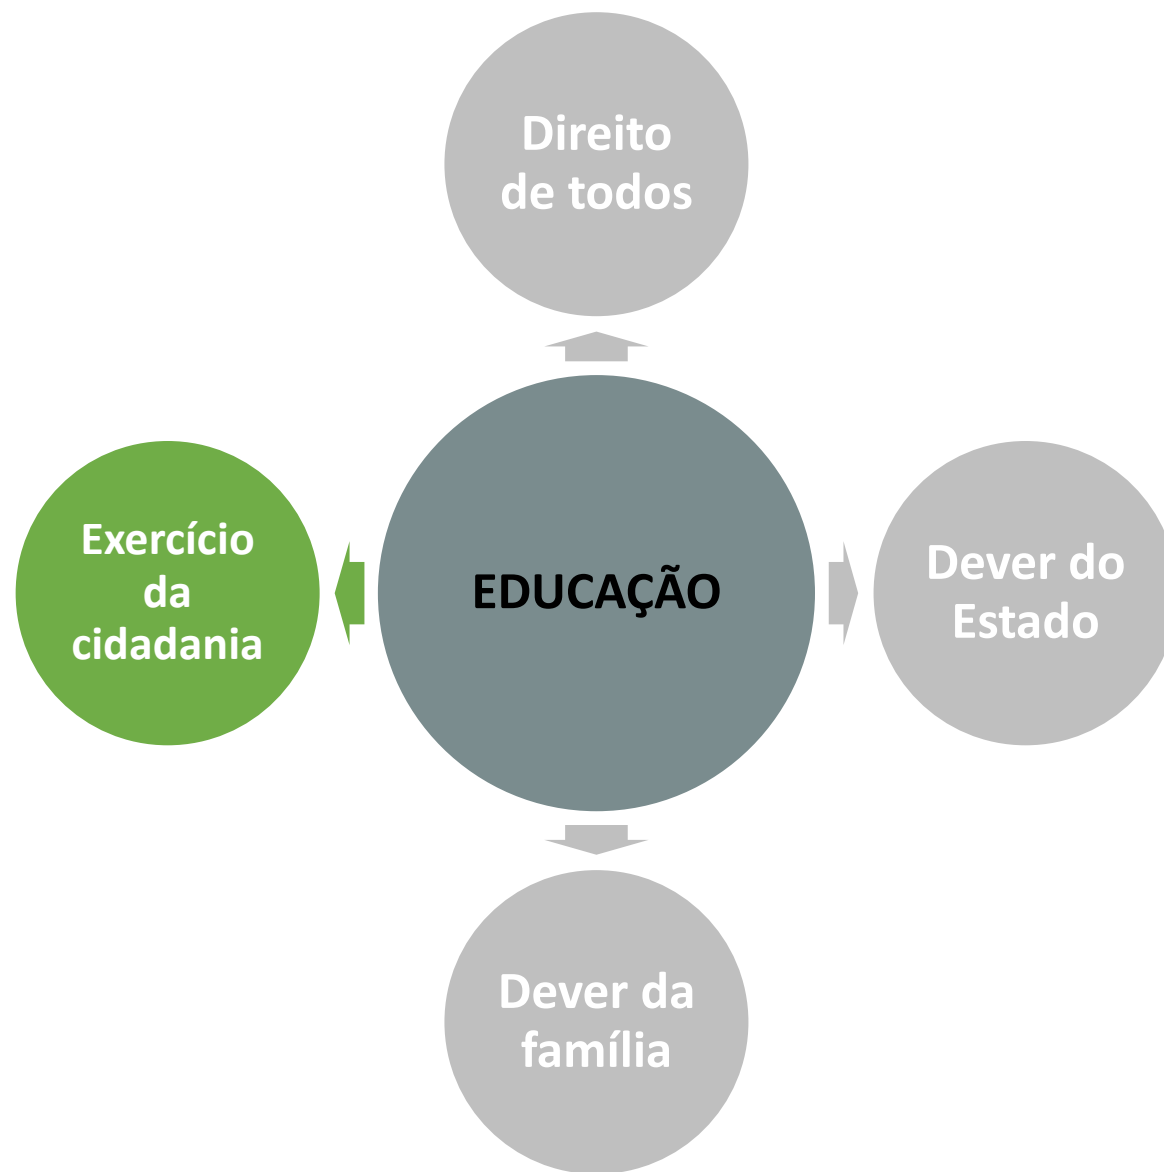 Direito
de todos
Exercício
da
cidadania
EDUCAÇÃO
Dever do
Estado
Dever da
família